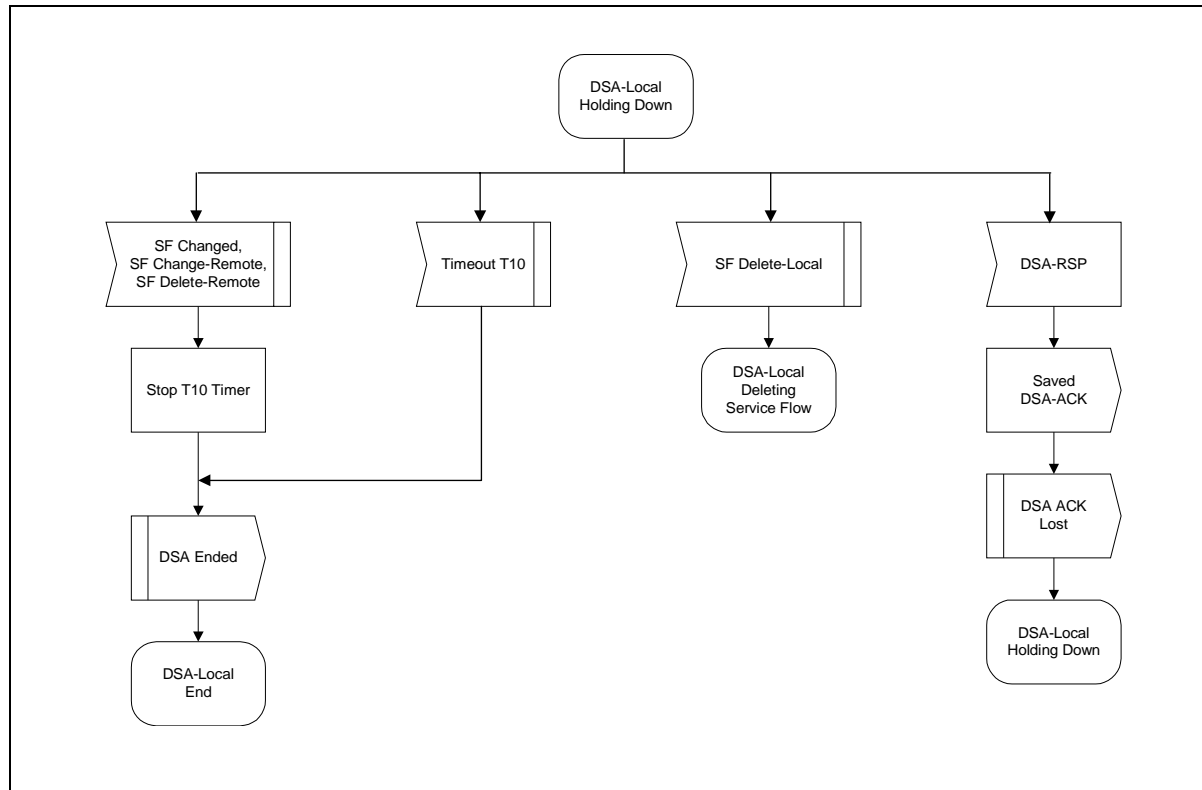 DSA-Local
Holding Down
SF Changed,
SF Change-Remote,
SF Delete-Remote
Timeout T10
SF Delete-Local
DSA-RSP
Stop T10 Timer
DSA-Local
Deleting
Service Flow
Saved
DSA-ACK
DSA Ended
DSA ACK
Lost
DSA-Local
End
DSA-Local
Holding Down